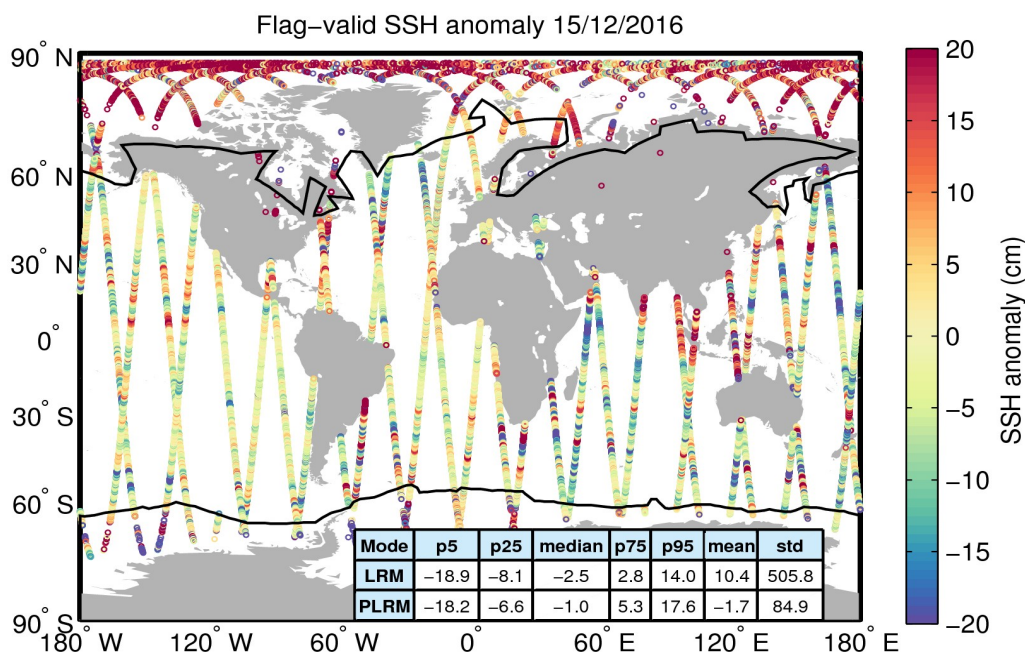 Flag−valid SSH anomaly 15/12/2016
90° N
60° N
30° N
0°
30° S
60° S
90° S
180° W
120° W
60° W
0°
60° E
120° E
180° E
Mode p5 p25 median p75 p95 mean std
LRM −18.9 −8.1 −2.5 2.8 14.0 10.4 505.8
PLRM −18.2 −6.6 −1.0 5.3 17.6 −1.7 84.9
20
15
10
5
0
−5
−10
−15
−20
SSH anomaly (cm)